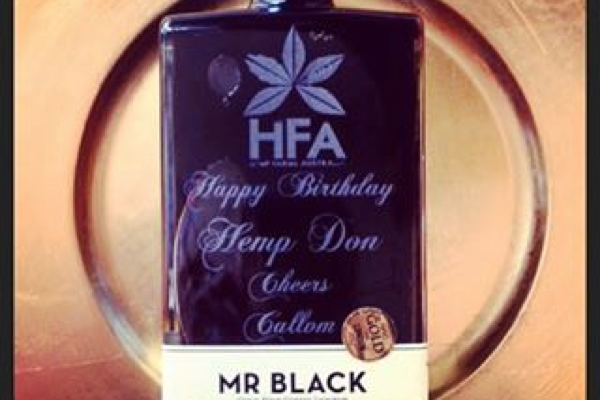 HFA
Happy Birthday
Hemp Don
Cheers
Callom
GOLD
MR BLACK